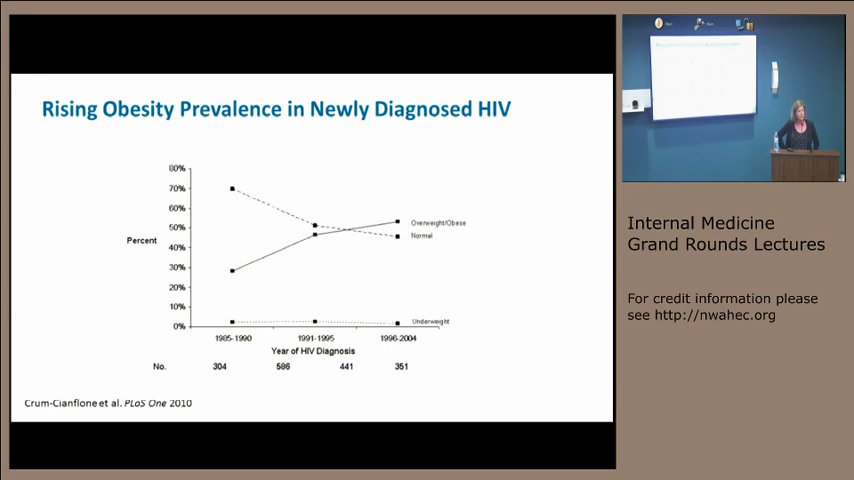 Rising Obesity Prevalence in Newly Diagnosed HIV
80%
70%
60%
50%
40%
30%
20%
10%
0%
Percent
Overweight/Obese
Normal
Underweight
1985-1990
1991-1995
1996-2004
Year of HIV Diagnosis
No. 304 586 441 351
Crum-Cianflone et al. PLoS One 2010
Internal Medicine
Grand Rounds Lectures
For credit information please
see http://nwahec.org